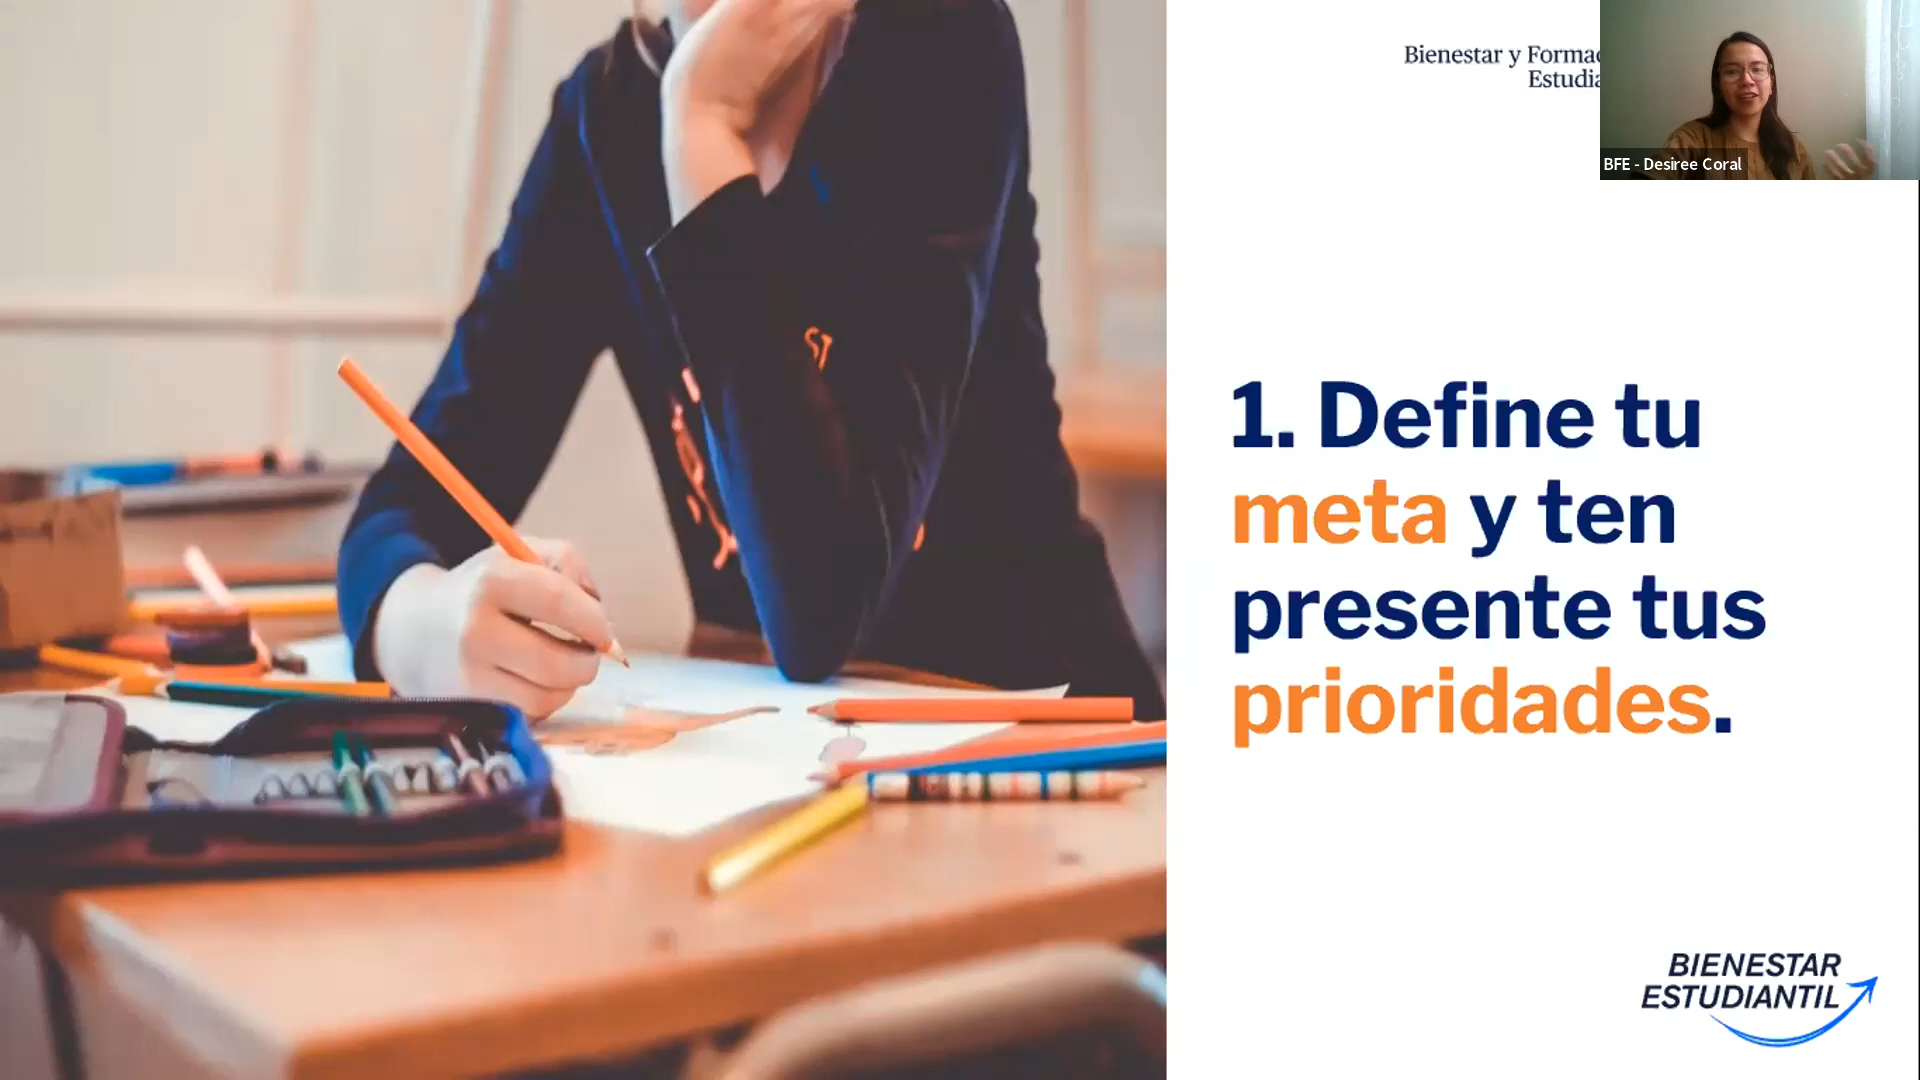 Bienestar y Formac
Estudia
BFE - Desiree Coral
1. Define tu
meta y ten
presente tus
prioridades.
BIENESTAR
ESTUDIANTIL